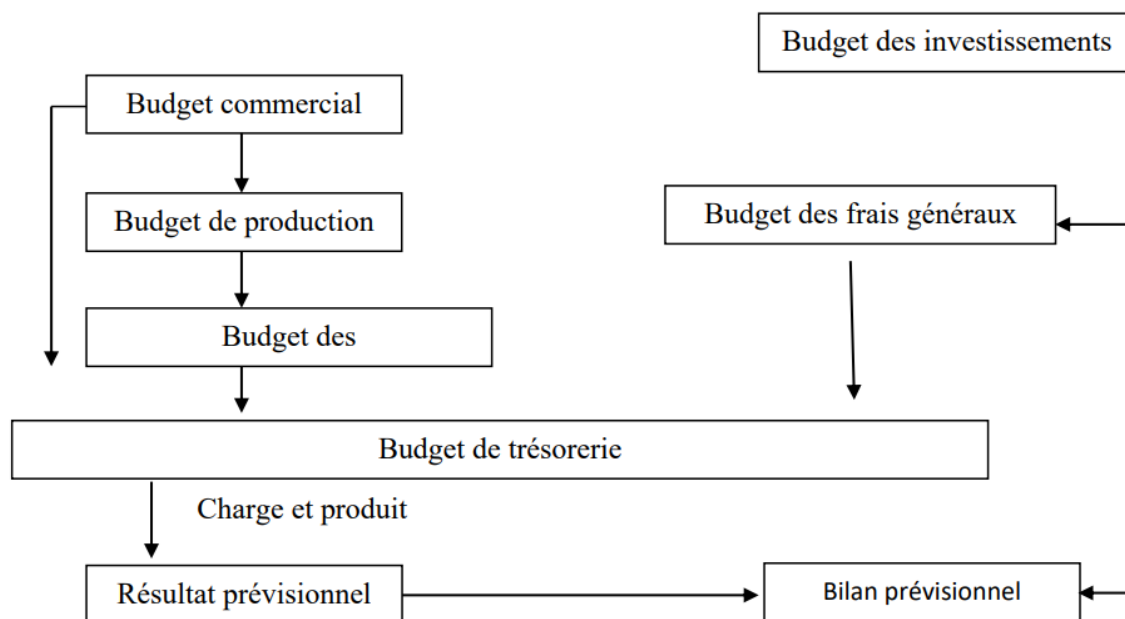 Budget des investissements
Budget commercial
Budget de production
Budget des frais généraux
Budget des
Budget de trésorerie
Charge et produit
Résultat prévisionnel
Bilan prévisionnel